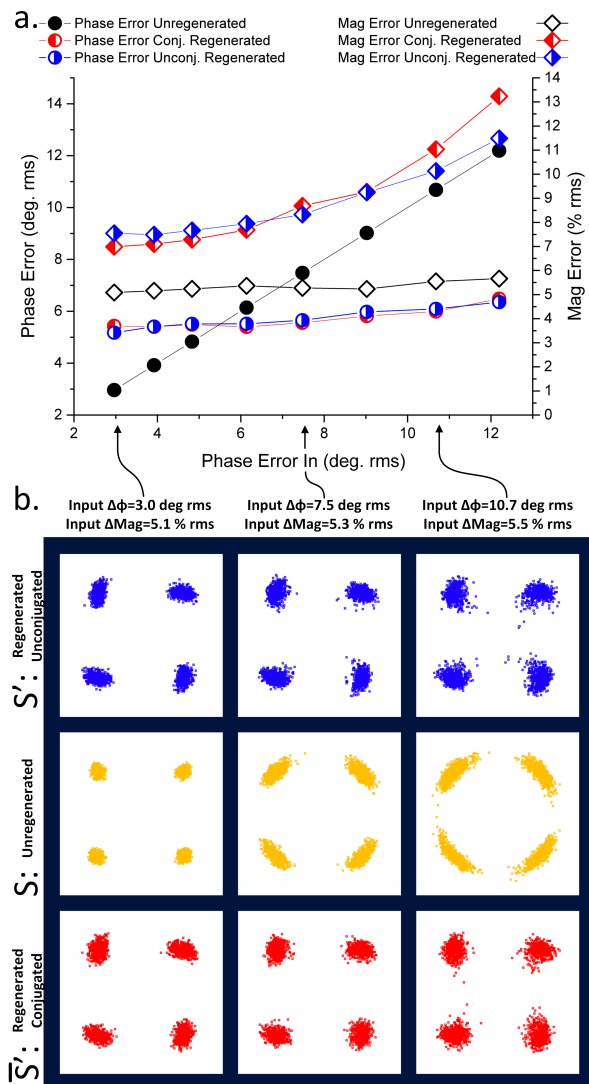 a.
Phase Error Unregenerated
Phase Error Conj. Regenerated
Phase Error Unconj. Regenerated
Mag Error Unregenerated
Mag Error Conj. Regenerated
Mag Error Unconj. Regenerated
Phase Error (deg. rms)
14
12
10
8
6
4
2
14
13
12
11
10
9
8
7
6
5
4
3
2
1
0
Mag Error (% rms)
2 4 6 8 10 12
Phase Error In (deg. rms)
b.
Input Δϕ=3.0 deg rms
Input ΔMag=5.1 % rms
Input Δϕ=7.5 deg rms
Input ΔMag=5.3 % rms
Input Δϕ=10.7 deg rms
Input ΔMag=5.5 % rms
S′: Regenerated
Unconjugated
S: Unregenerated
S̅′: Regenerated
Conjugated